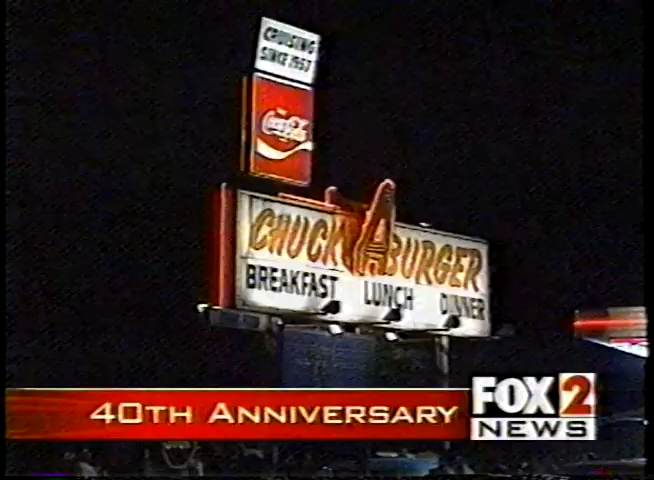 CRUISING
SINCE 1957
Coca-Cola
CHUCK A BURGER
BREAKFAST LUNCH DINNER
40TH ANNIVERSARY
FOX 2
NEWS